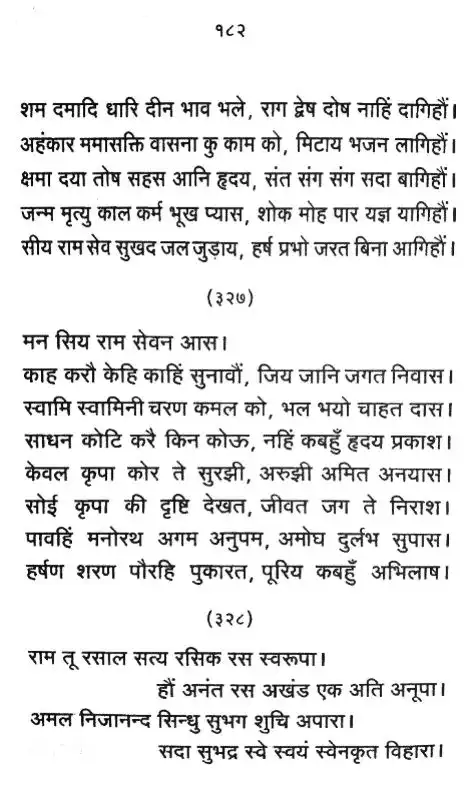 १८२
शम दमादि धारि दीन भाव भले, राग द्वेष दोष नाहिं दागिहौं।
अहंकार ममासक्ति वासना कु काम को, मिटाय भजन लागिहौं।
क्षमा दया तोष सहस आनि हृदय, संत संग संग सदा बागिहौं।
जन्म मृत्यु काल कर्म भूख प्यास, शोक मोह पार यज्ञ यागिहौं।
सीय राम सेव सुखद जल जुड़ाय, हर्ष प्रभो जरत बिना आगिहौं।
(३२७)
मन सिय राम सेवन आस।
काह करौ केहि काहिं सुनावौं, जिय जानि जगत निवास।
स्वामि स्वामिनी चरण कमल को, भल भयो चाहत दास।
साधन कोटि करै किन कोऊ, नहिं कबहुँ हृदय प्रकाश।
केवल कृपा कोर ते सुरझी, अरुझी अमित अनयास।
सोई कृपा की दृष्टि देखत, जीवत जग ते निराश।
पावहिं मनोरथ अगम अनुपम, अमोघ दुर्लभ सुपास।
हर्षण शरण पौरहि पुकारत, पूरिय कबहुँ अभिलाष।
(३२८)
राम तू रसाल सत्य रसिक रस स्वरूपा।
हौं अनंत रस अखंड एक अति अनूपा।
अमल निजानन्द सिन्धु सुभग शुचि अपारा।
सदा सुभद्र स्वे स्वयं स्वेनकृत विहारा।